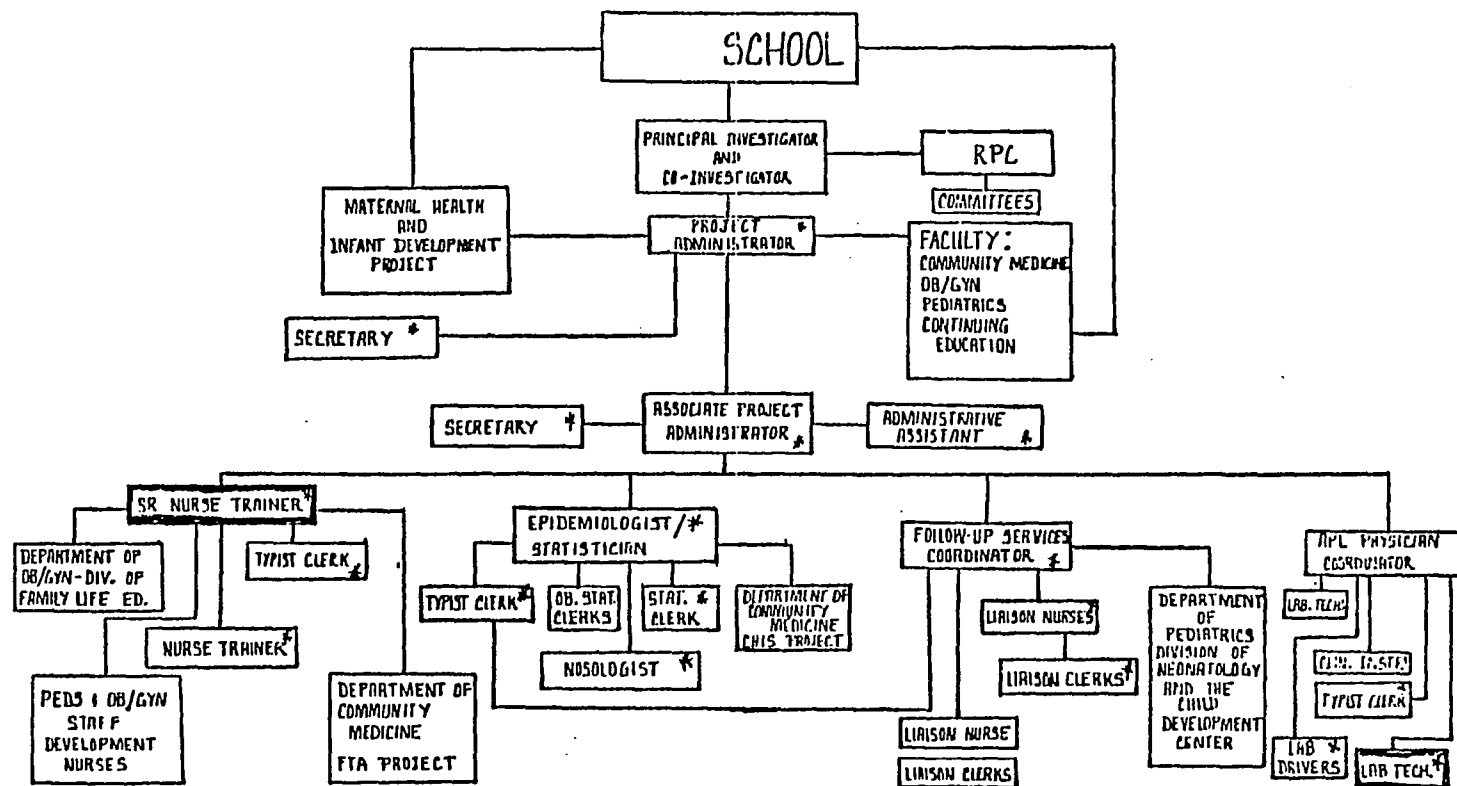 SCHOOL
PRINCIPAL INVESTIGATOR
AND
CO-INVESTIGATOR
RPC
COMMITTEES
MATERNAL HEALTH
AND
INFANT DEVELOPMENT
PROJECT
PROJECT *
ADMINISTRATOR
FACULTY:
COMMUNITY MEDICINE
OB/GYN
PEDIATRICS
CONTINUING
EDUCATION
SECRETARY *
SECRETARY *
ASSOCIATE PROJECT
ADMINISTRATOR *
ADMINISTRATIVE
ASSISTANT *
SR NURSE TRAINER *
DEPARTMENT OF
OB/GYN-DIV. OF
FAMILY LIFE ED.
TYPIST CLERK *
NURSE TRAINER *
PEDS & OB/GYN
STAFF
DEVELOPMENT
NURSES
DEPARTMENT OF
COMMUNITY
MEDICINE
FTA PROJECT
EPIDEMIOLOGIST/*
STATISTICIAN
TYPIST CLERK *
OB. STAT.
CLERKS
STAT. *
CLERK
DEPARTMENT OF
COMMUNITY
MEDICINE
CHIS PROJECT
NOSOLOGIST *
FOLLOW-UP SERVICES
COORDINATOR *
LIAISON NURSES *
LIAISON CLERKS *
LIAISON NURSE
LIAISON CLERKS
DEPARTMENT
OF
PEDIATRICS
DIVISION OF
NEONATOLOGY
AND THE
CHILD
DEVELOPMENT
CENTER
PHYSICIAN
COORDINATOR
LAB. TECHS
TYPIST CLERK *
LAB *
DRIVERS
LAB TECH. *